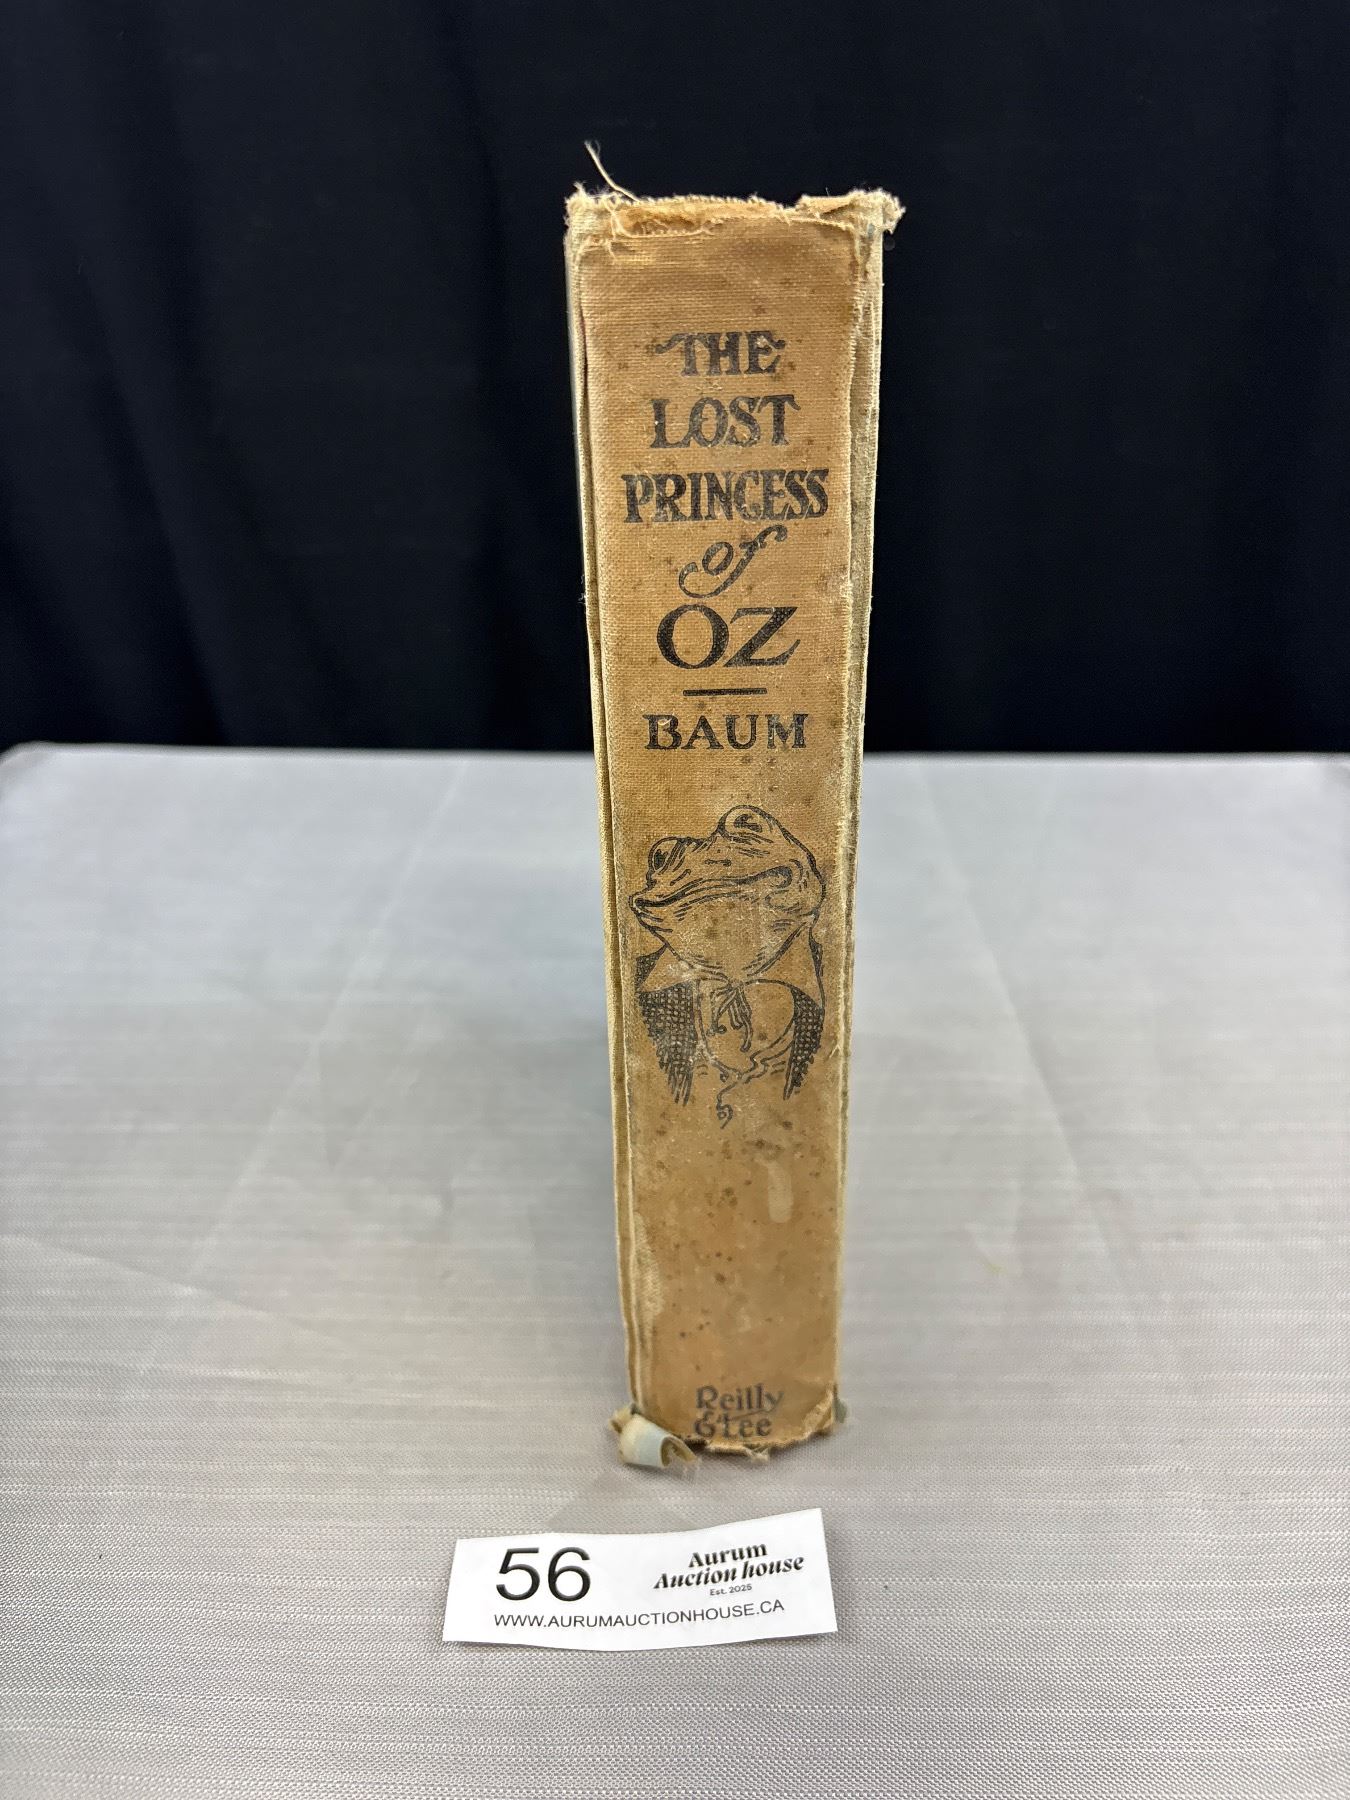 THE
LOST
PRINCESS
of
OZ
BAUM
Reilly
& Lee
56
Aurum
Auction house
Est. 2025
WWW.AURUMAUCTIONHOUSE.CA